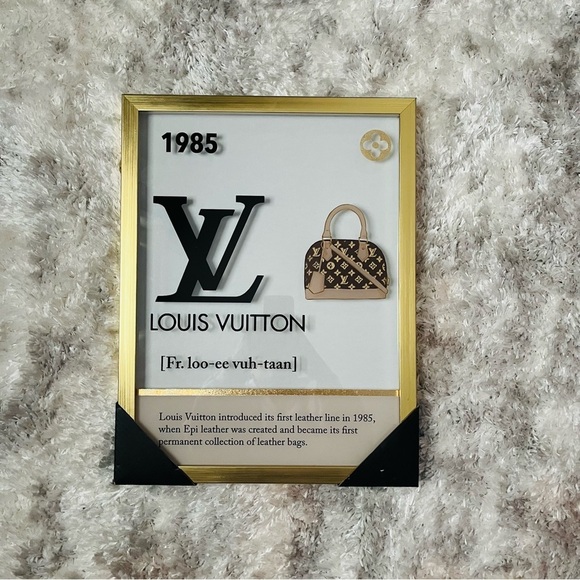 1985
LV
LOUIS VUITTON
[Fr. loo-ee vuh-taan]
Louis Vuitton introduced its first leather line in 1985,
when Epi leather was created and became its first
permanent collection of leather bags.